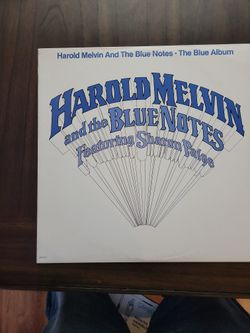 Harold Melvin And The Blue Notes • The Blue Album
HAROLD MELVIN
and the BLUE NOTES
Featuring Sharon Paige